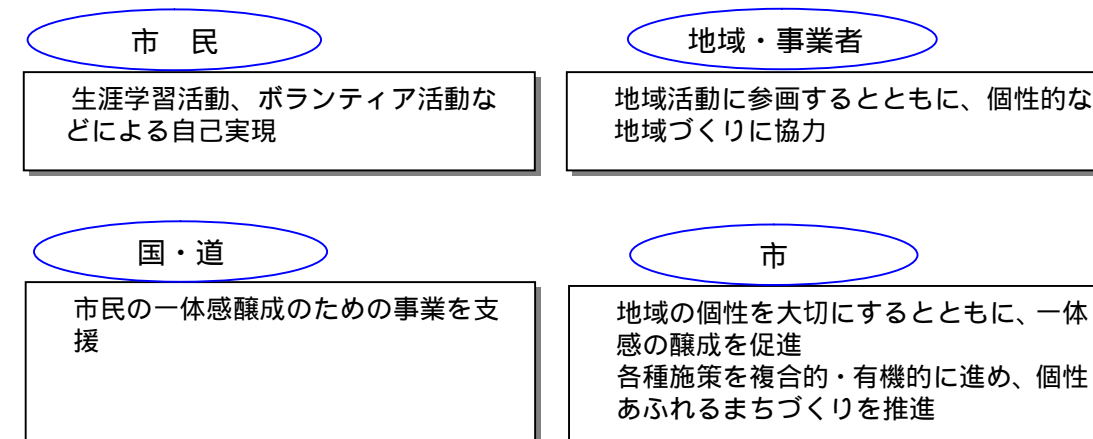 市　民
生涯学習活動、ボランティア活動な
どによる自己実現
地域・事業者
地域活動に参画するとともに、個性的な
地域づくりに協力
国・道
市民の一体感醸成のための事業を支
援
市
地域の個性を大切にするとともに、一体
感の醸成を促進
各種施策を複合的・有機的に進め、個性
あふれるまちづくりを推進